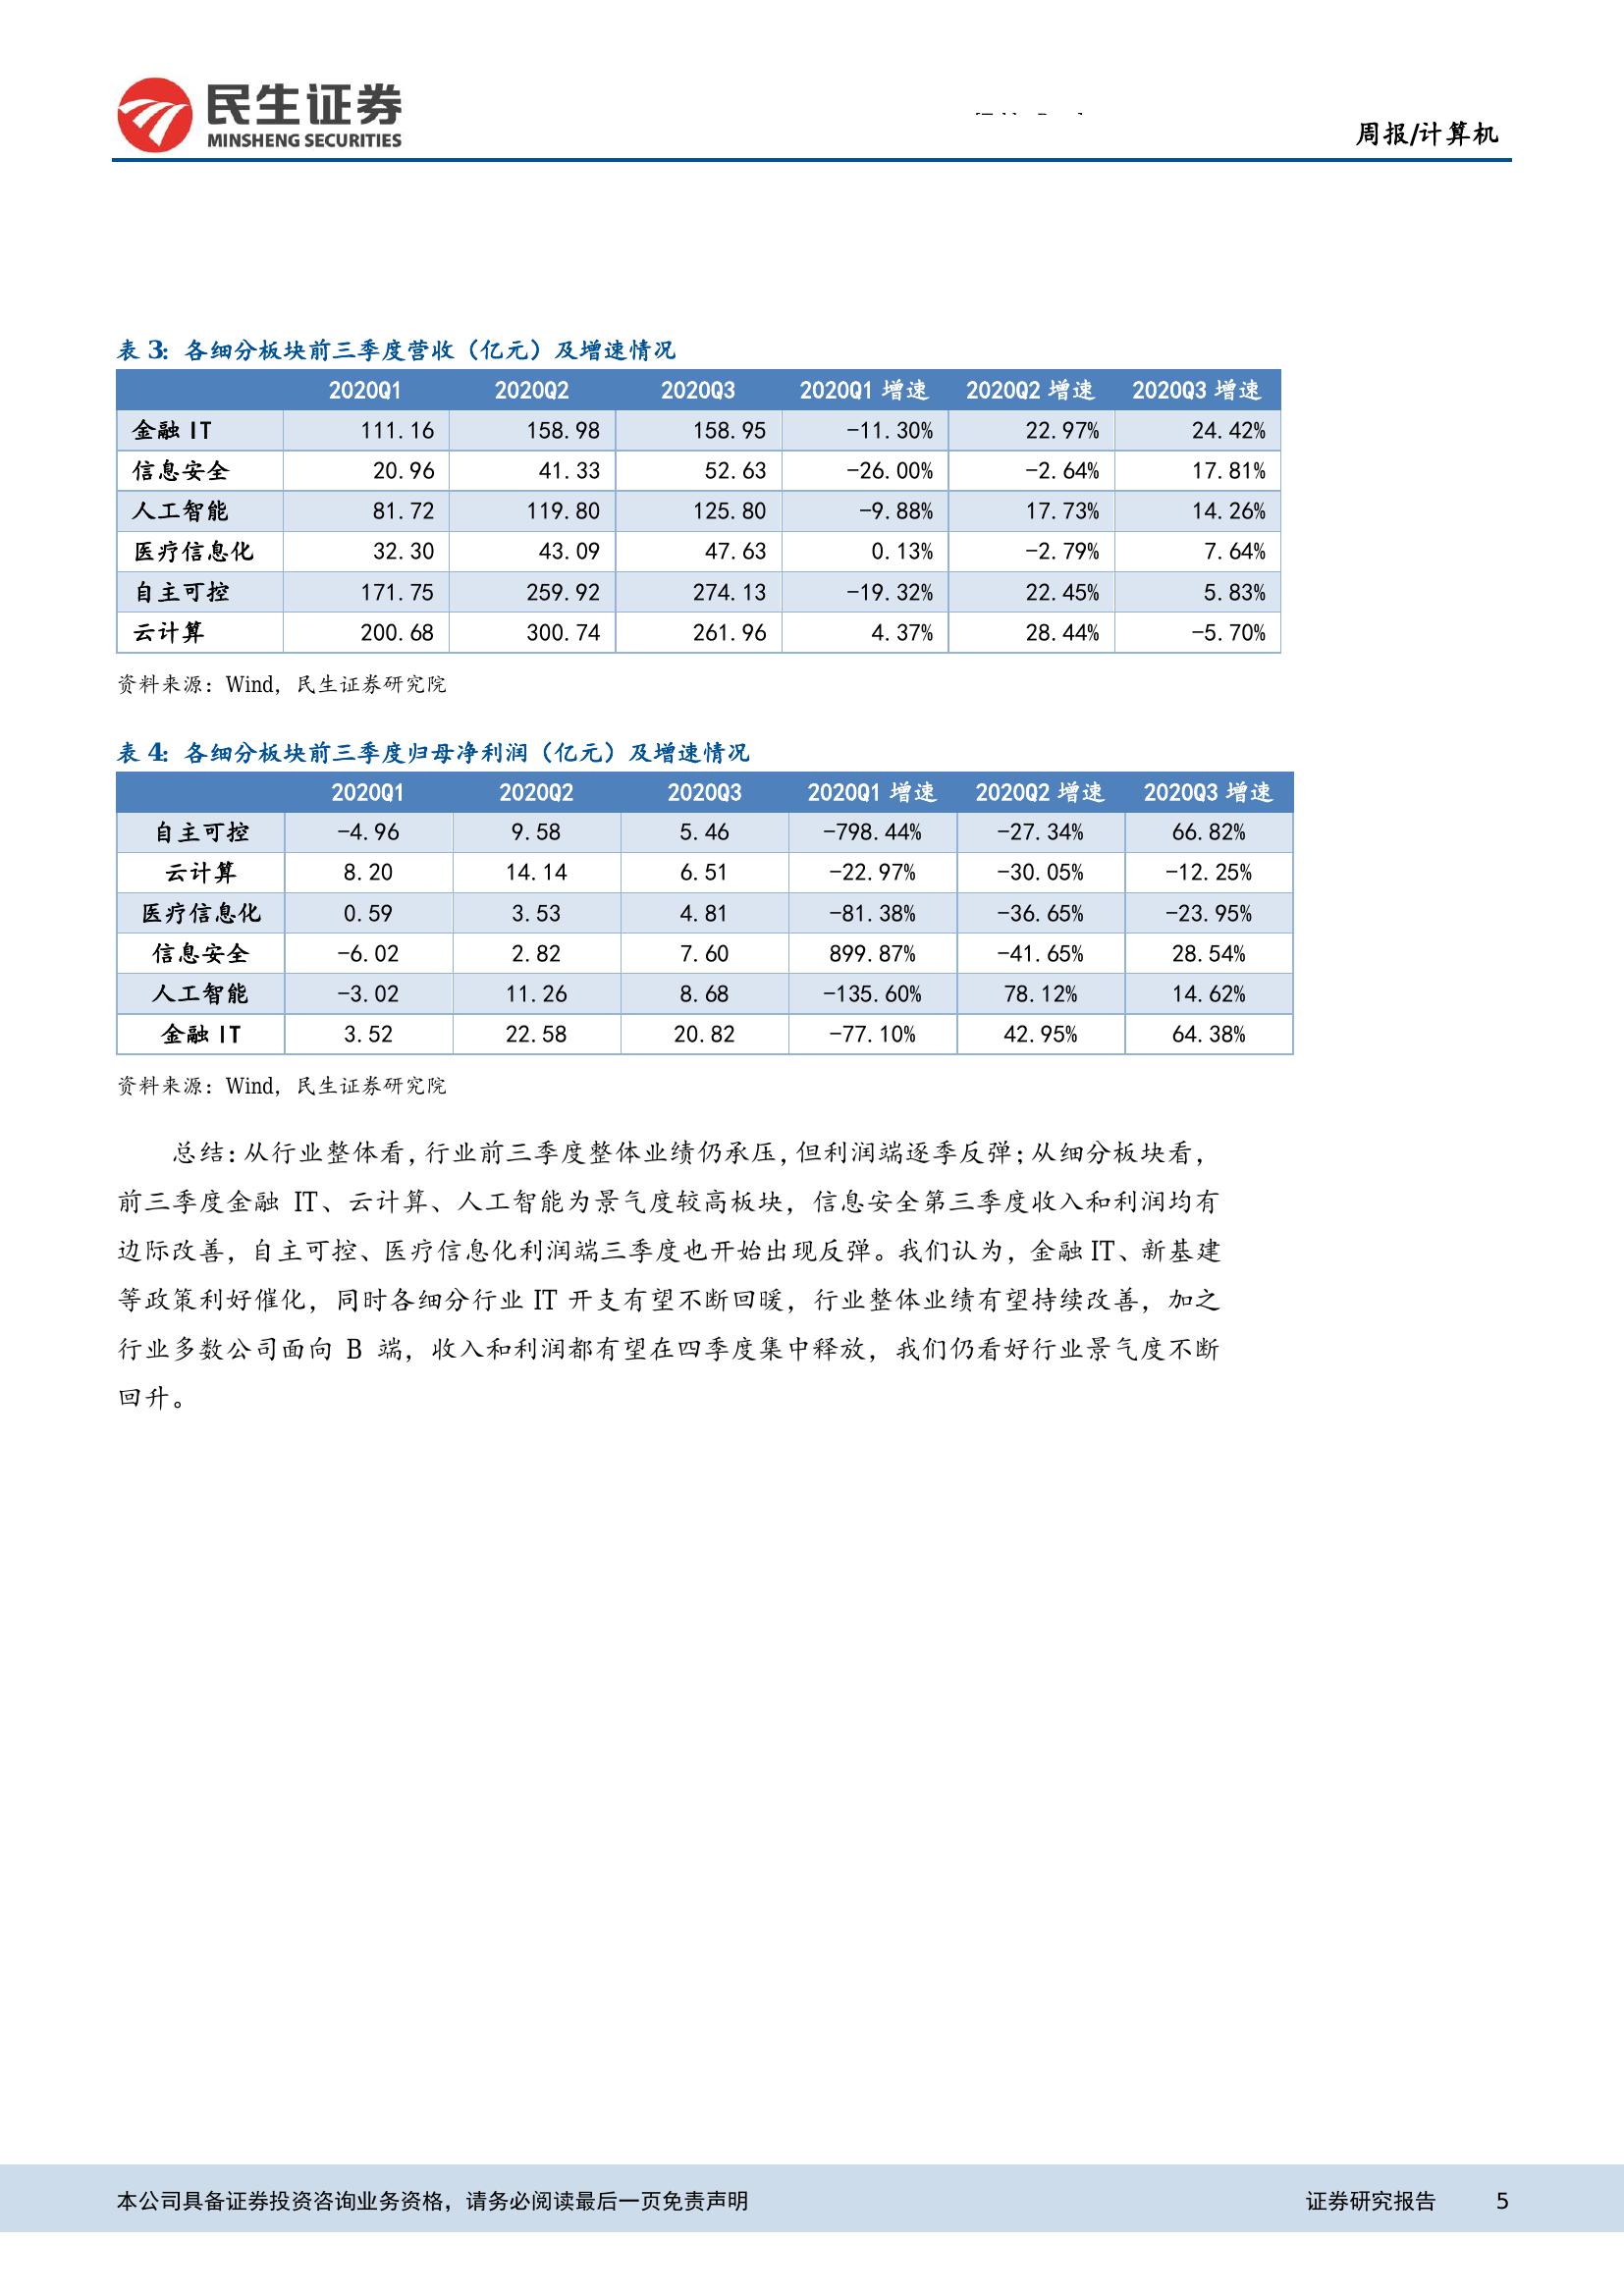 民生证券
MINSHENG SECURITIES
周报/计算机
表 3: 各细分板块前三季度营收（亿元）及增速情况
2020Q1 2020Q2 2020Q3 2020Q1 增速 2020Q2 增速 2020Q3 增速
金融 IT 111.16 158.98 158.95 -11.30% 22.97% 24.42%
信息安全 20.96 41.33 52.63 -26.00% -2.64% 17.81%
人工智能 81.72 119.80 125.80 -9.88% 17.73% 14.26%
医疗信息化 32.30 43.09 47.63 0.13% -2.79% 7.64%
自主可控 171.75 259.92 274.13 -19.32% 22.45% 5.83%
云计算 200.68 300.74 261.96 4.37% 28.44% -5.70%
资料来源：Wind，民生证券研究院
表 4: 各细分板块前三季度归母净利润（亿元）及增速情况
2020Q1 2020Q2 2020Q3 2020Q1 增速 2020Q2 增速 2020Q3 增速
自主可控 -4.96 9.58 5.46 -798.44% -27.34% 66.82%
云计算 8.20 14.14 6.51 -22.97% -30.05% -12.25%
医疗信息化 0.59 3.53 4.81 -81.38% -36.65% -23.95%
信息安全 -6.02 2.82 7.60 899.87% -41.65% 28.54%
人工智能 -3.02 11.26 8.68 -135.60% 78.12% 14.62%
金融 IT 3.52 22.58 20.82 -77.10% 42.95% 64.38%
资料来源：Wind，民生证券研究院
总结：从行业整体看，行业前三季度整体业绩仍承压，但利润端逐季反弹；从细分板块看，
前三季度金融 IT、云计算、人工智能为景气度较高板块，信息安全第三季度收入和利润均有
边际改善，自主可控、医疗信息化利润端三季度也开始出现反弹。我们认为，金融 IT、新基建
等政策利好催化，同时各细分行业 IT 开支有望不断回暖，行业整体业绩有望持续改善，加之
行业多数公司面向 B 端，收入和利润都有望在四季度集中释放，我们仍看好行业景气度不断
回升。
本公司具备证券投资咨询业务资格，请务必阅读最后一页免责声明 证券研究报告 5